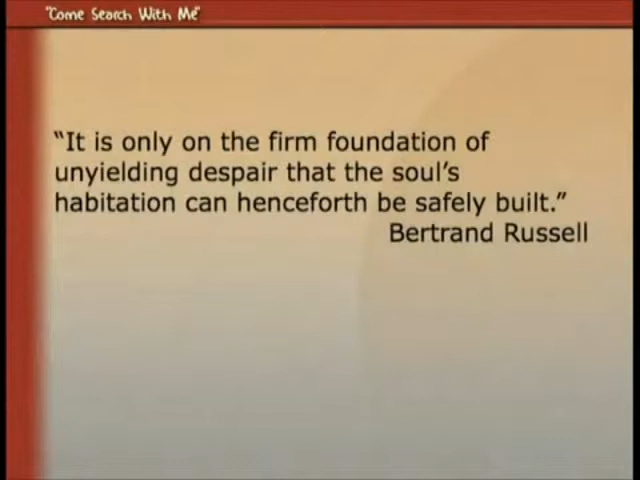 "Come Search With Me"
“It is only on the firm foundation of
unyielding despair that the soul’s
habitation can henceforth be safely built.”
Bertrand Russell